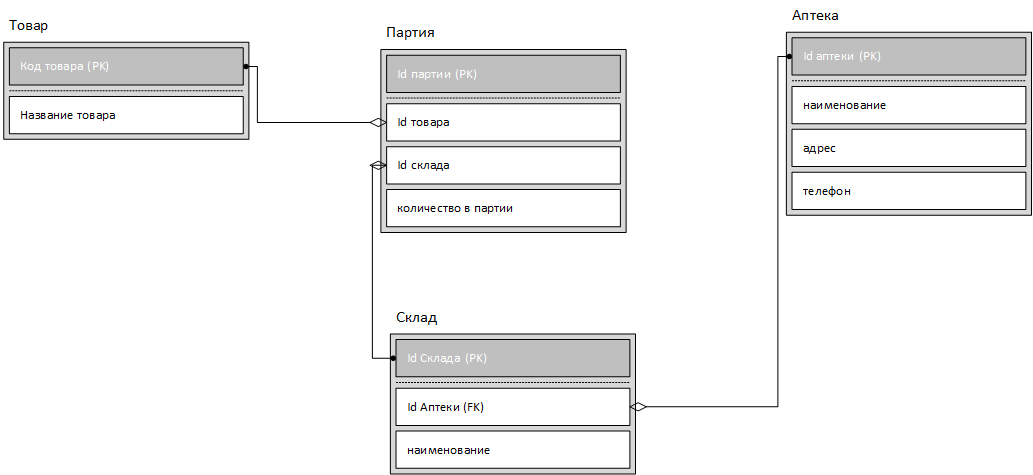 Товар
Код товара (PK)
Название товара
Партия
Id партии (PK)
Id товара
Id склада
количество в партии
Аптека
Id аптеки (PK)
наименование
адрес
телефон
Склад
Id Склада (PK)
Id Аптеки (FK)
наименование